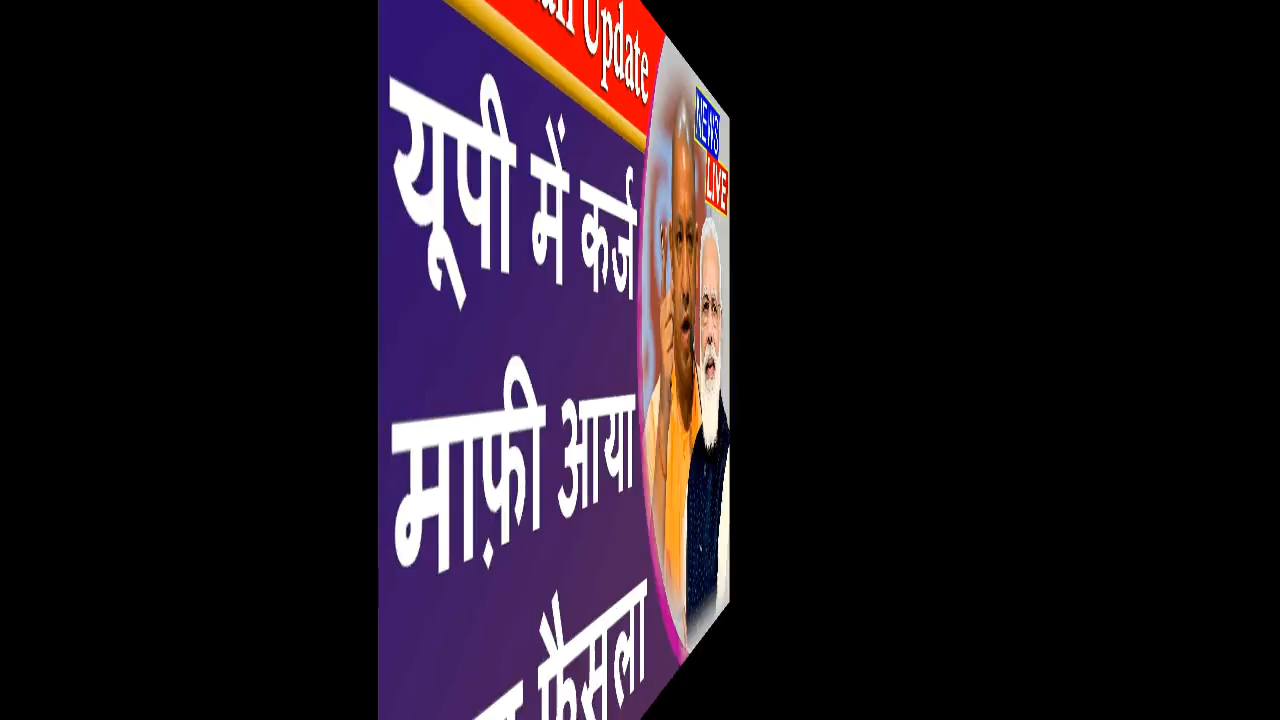 Update
NEWS
LIVE
यूपी में कर्ज
माफ़ी आया
फैसला